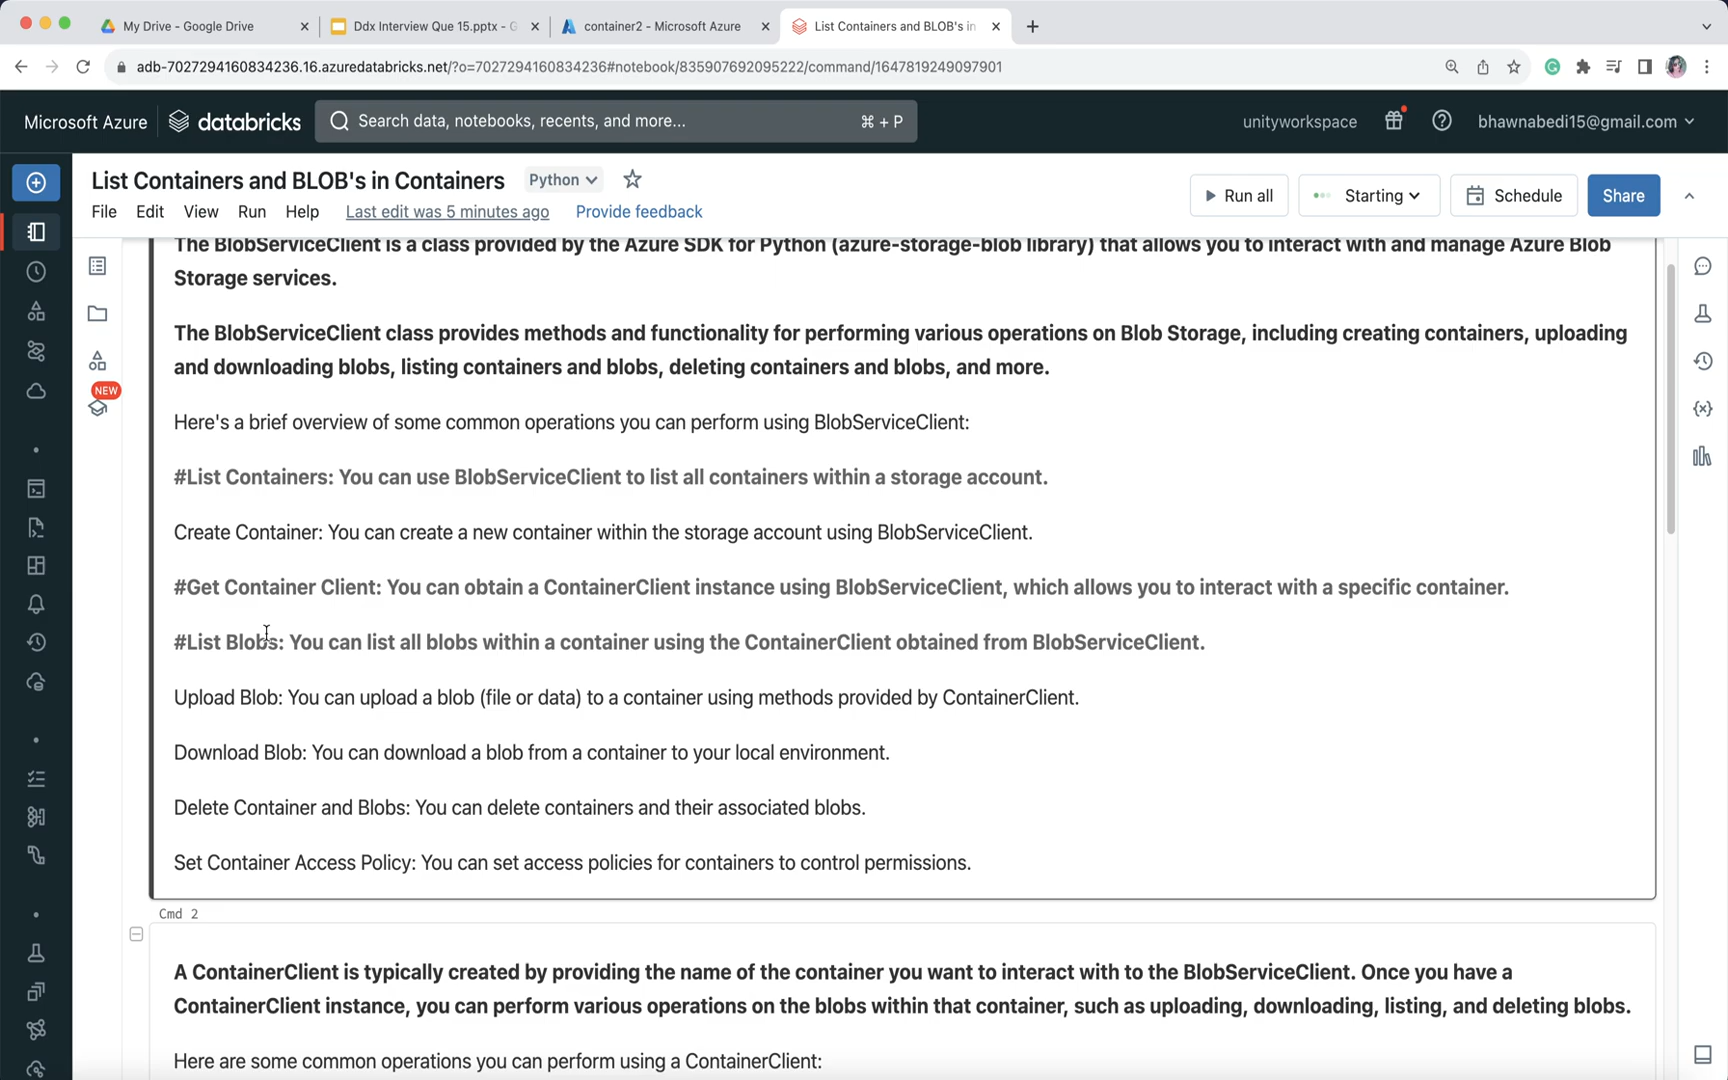 My Drive - Google Drive
Ddx Interview Que 15.pptx - G
container2 - Microsoft Azure
List Containers and BLOB's in
adb-7027294160834236.16.azuredatabricks.net/?o=7027294160834236#notebook/835907692095222/command/1647819249097901
Microsoft Azure
databricks
Search data, notebooks, recents, and more...
⌘ + P
unityworkspace
bhawnabedi15@gmail.com
List Containers and BLOB's in Containers
Python
File Edit View Run Help Last edit was 5 minutes ago Provide feedback
Run all
Starting
Schedule
Share
NEW
The BlobServiceClient is a class provided by the Azure SDK for Python (azure-storage-blob library) that allows you to interact with and manage Azure Blob
Storage services.
The BlobServiceClient class provides methods and functionality for performing various operations on Blob Storage, including creating containers, uploading
and downloading blobs, listing containers and blobs, deleting containers and blobs, and more.
Here's a brief overview of some common operations you can perform using BlobServiceClient:
#List Containers: You can use BlobServiceClient to list all containers within a storage account.
Create Container: You can create a new container within the storage account using BlobServiceClient.
#Get Container Client: You can obtain a ContainerClient instance using BlobServiceClient, which allows you to interact with a specific container.
#List Blobs: You can list all blobs within a container using the ContainerClient obtained from BlobServiceClient.
Upload Blob: You can upload a blob (file or data) to a container using methods provided by ContainerClient.
Download Blob: You can download a blob from a container to your local environment.
Delete Container and Blobs: You can delete containers and their associated blobs.
Set Container Access Policy: You can set access policies for containers to control permissions.
Cmd 2
A ContainerClient is typically created by providing the name of the container you want to interact with to the BlobServiceClient. Once you have a
ContainerClient instance, you can perform various operations on the blobs within that container, such as uploading, downloading, listing, and deleting blobs.
Here are some common operations you can perform using a ContainerClient: